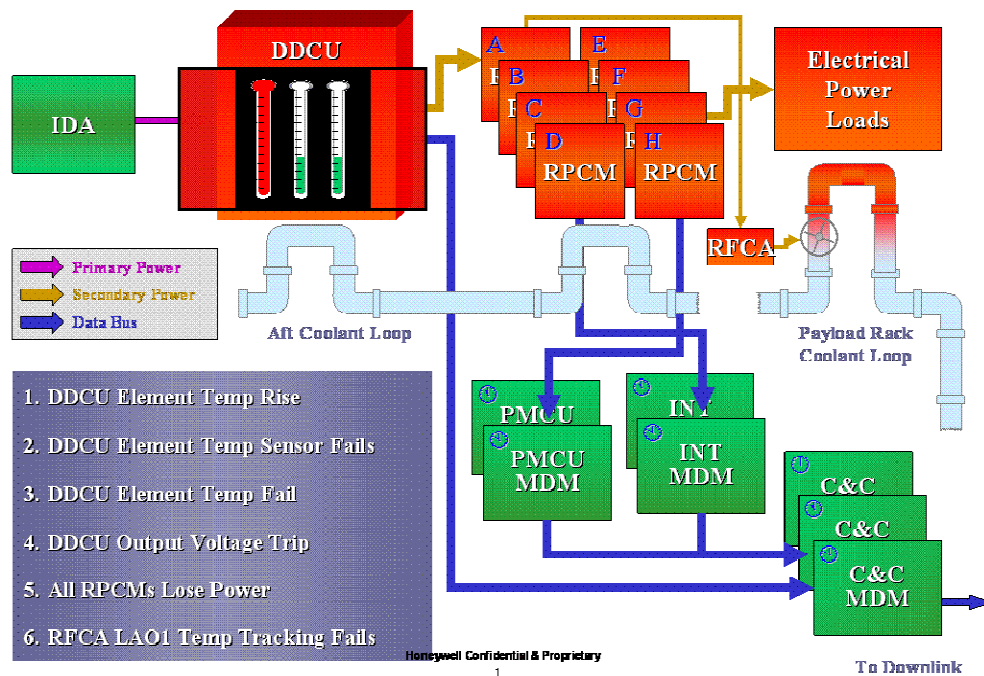 DDCU
IDA
A
R
B
R
C
R
D
RPCM
E
R
F
R
G
R
H
RPCM
Electrical
Power
Loads
RFCA
Primary Power
Secondary Power
Data Bus
Aft Coolant Loop
Payload Rack
Coolant Loop
1. DDCU Element Temp Rise
2. DDCU Element Temp Sensor Fails
3. DDCU Element Temp Fail
4. DDCU Output Voltage Trip
5. All RPCMs Lose Power
6. RFCA LAO1 Temp Tracking Fails
PMCU
PMCU
MDM
INT
INT
MDM
C&C
C&C
C&C
MDM
Honeywell Confidential & Proprietary
1
To Downlink